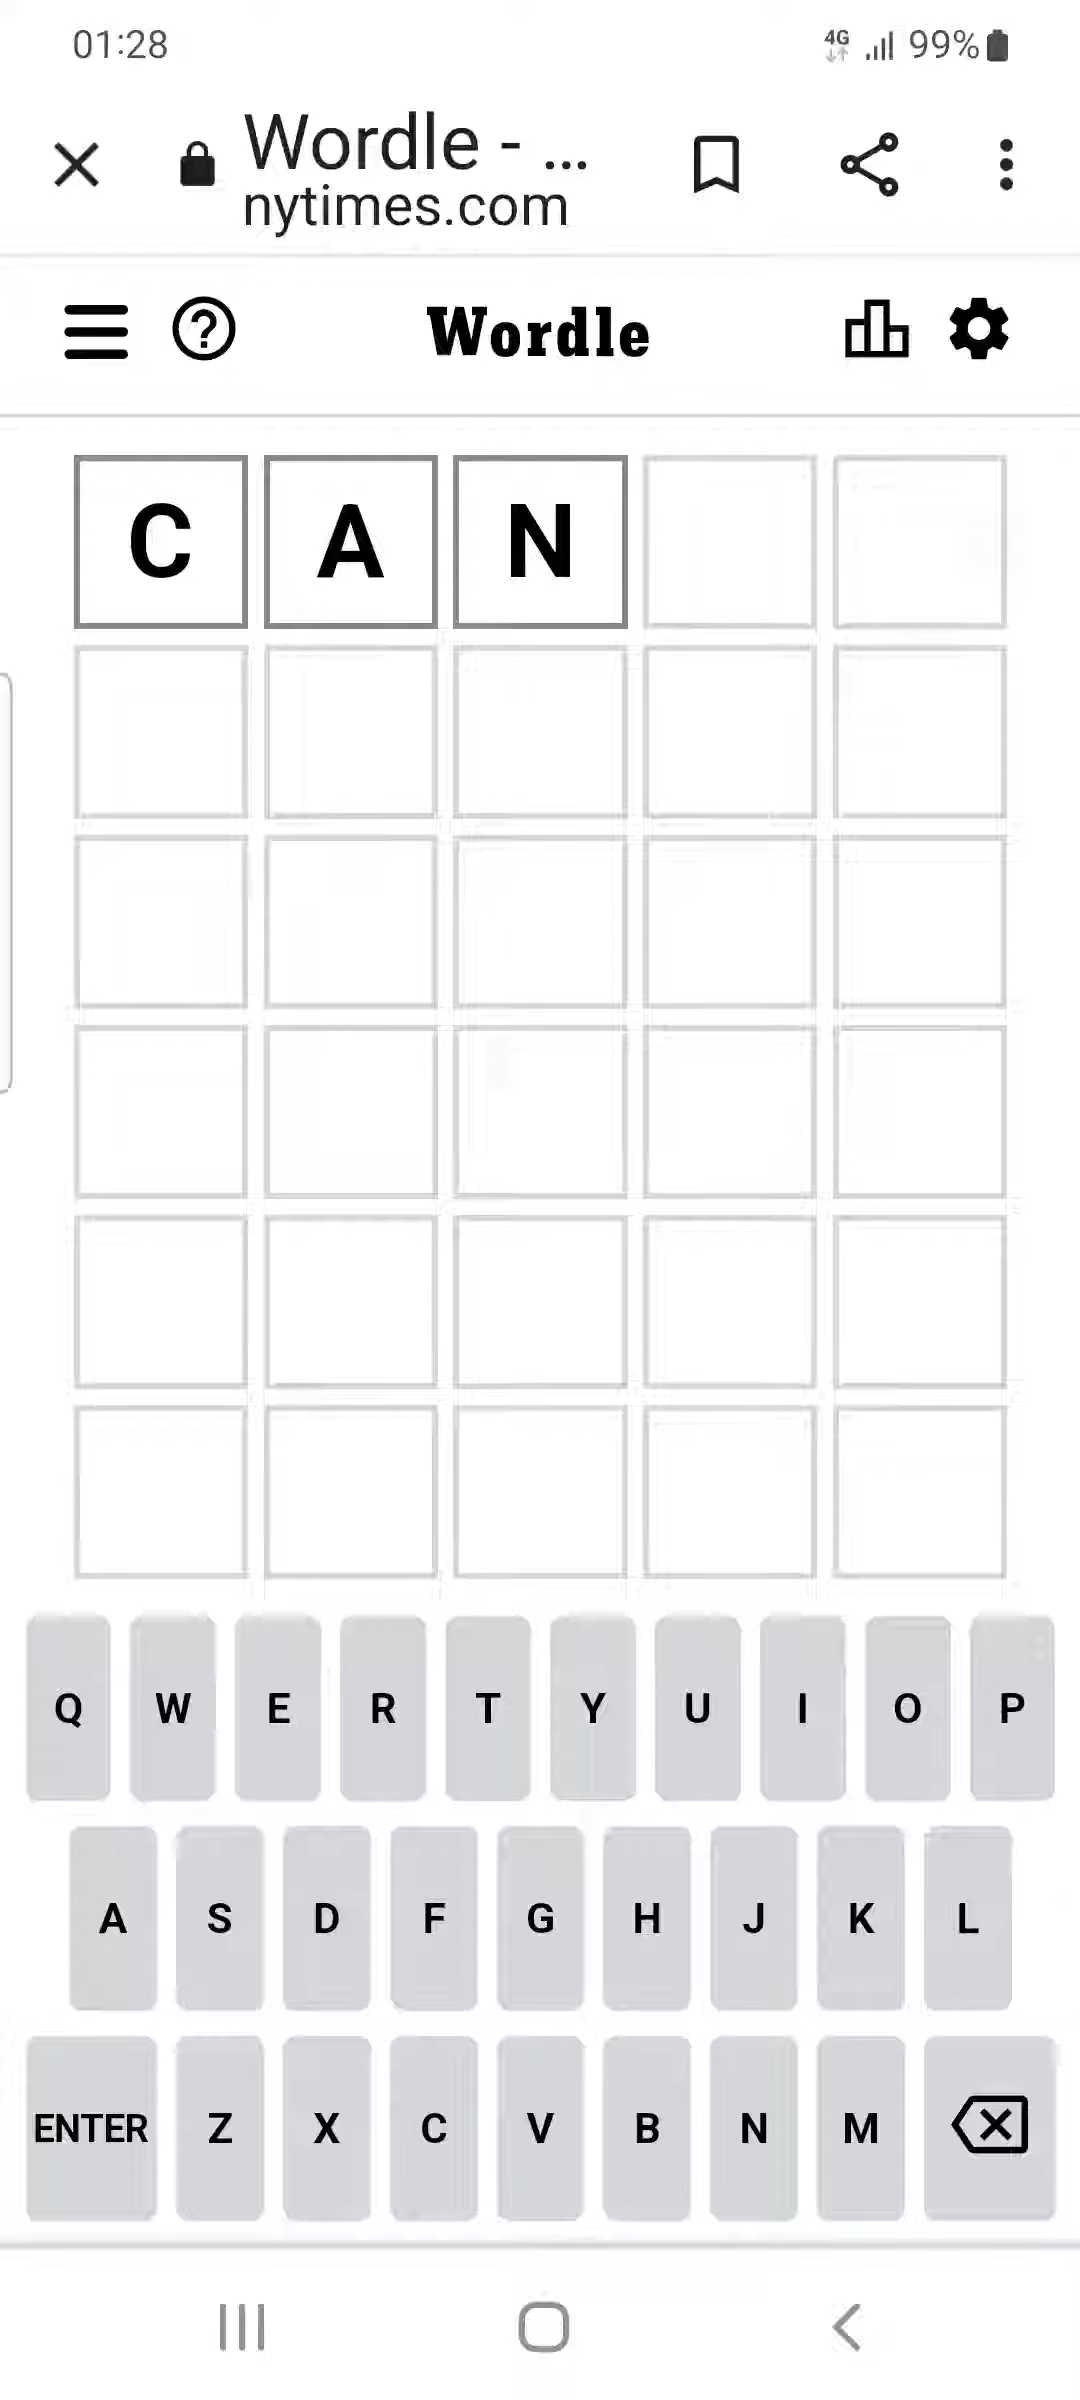 01:28 4G 99%
Wordle - ...
nytimes.com
Wordle
C A N
Q W E R T Y U I O P
A S D F G H J K L
ENTER Z X C V B N M